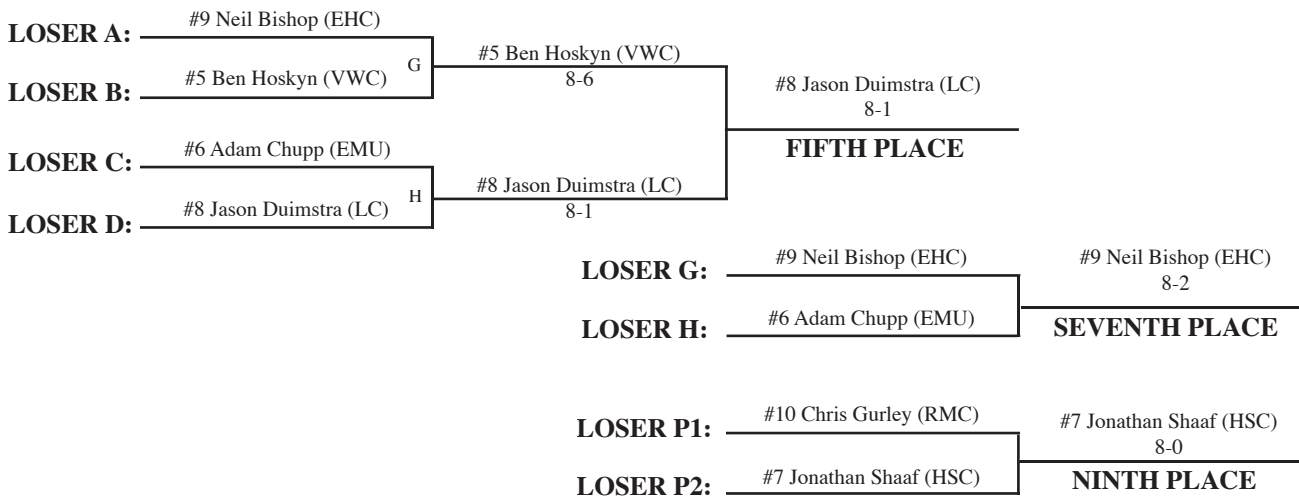 LOSER A: #9 Neil Bishop (EHC)
LOSER B: #5 Ben Hoskyn (VWC)
G
#5 Ben Hoskyn (VWC)
8-6
LOSER C: #6 Adam Chupp (EMU)
LOSER D: #8 Jason Duimstra (LC)
H
#8 Jason Duimstra (LC)
8-1
#8 Jason Duimstra (LC)
8-1
FIFTH PLACE
LOSER G: #9 Neil Bishop (EHC)
LOSER H: #6 Adam Chupp (EMU)
#9 Neil Bishop (EHC)
8-2
SEVENTH PLACE
LOSER P1: #10 Chris Gurley (RMC)
LOSER P2: #7 Jonathan Shaaf (HSC)
#7 Jonathan Shaaf (HSC)
8-0
NINTH PLACE